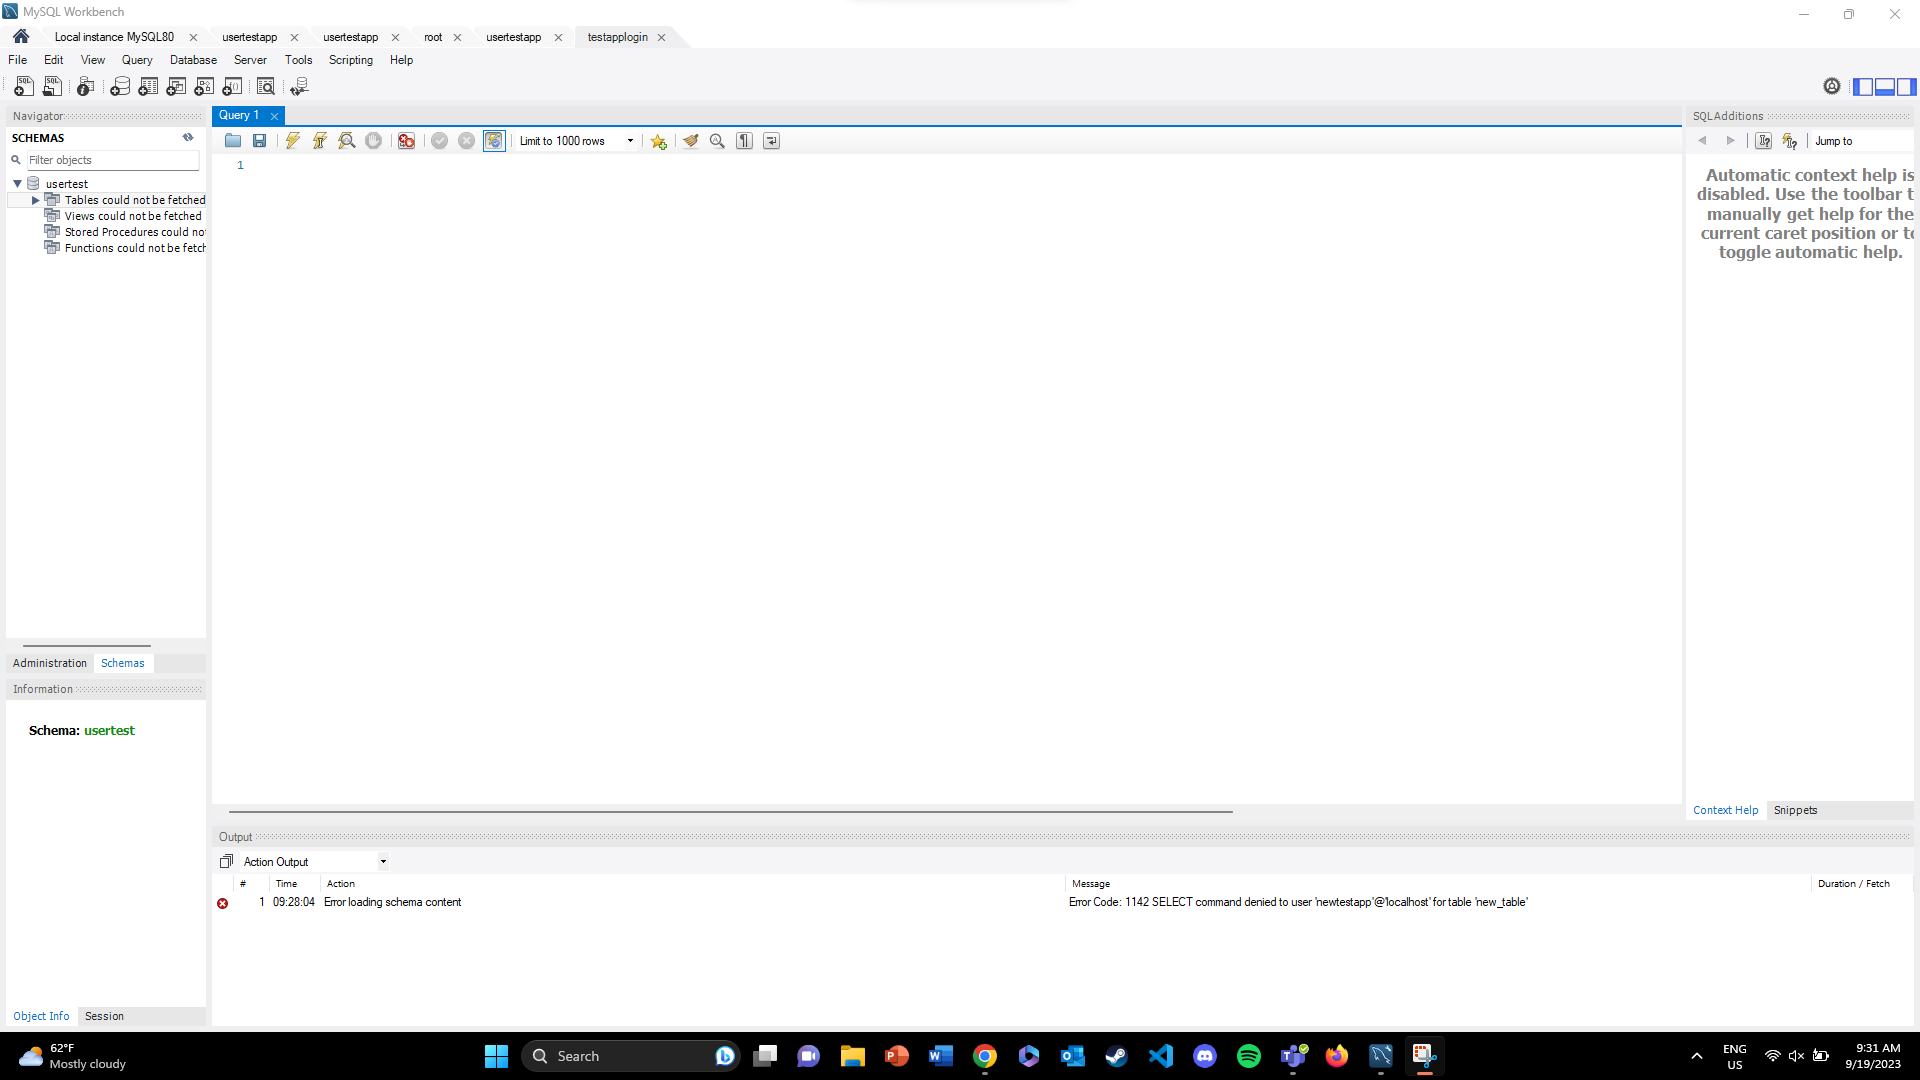 MySQL Workbench
Local instance MySQL80
usertestapp
usertestapp
root
usertestapp
testapplogin
File Edit View Query Database Server Tools Scripting Help
Navigator
SCHEMAS
Filter objects
usertest
Tables could not be fetched
Views could not be fetched
Stored Procedures could no
Functions could not be fetch
Administration Schemas
Information
Schema: usertest
Object Info Session
Query 1
Limit to 1000 rows
1
SQLAdditions
Jump to
Automatic context help is
disabled. Use the toolbar t
manually get help for the
current caret position or to
toggle automatic help.
Context Help Snippets
Output
Action Output
# Time Action Message Duration / Fetch
1 09:28:04 Error loading schema content Error Code: 1142 SELECT command denied to user 'newtestapp'@'localhost' for table 'new_table'
62°F
Mostly cloudy
Search
ENG
US
9:31 AM
9/19/2023